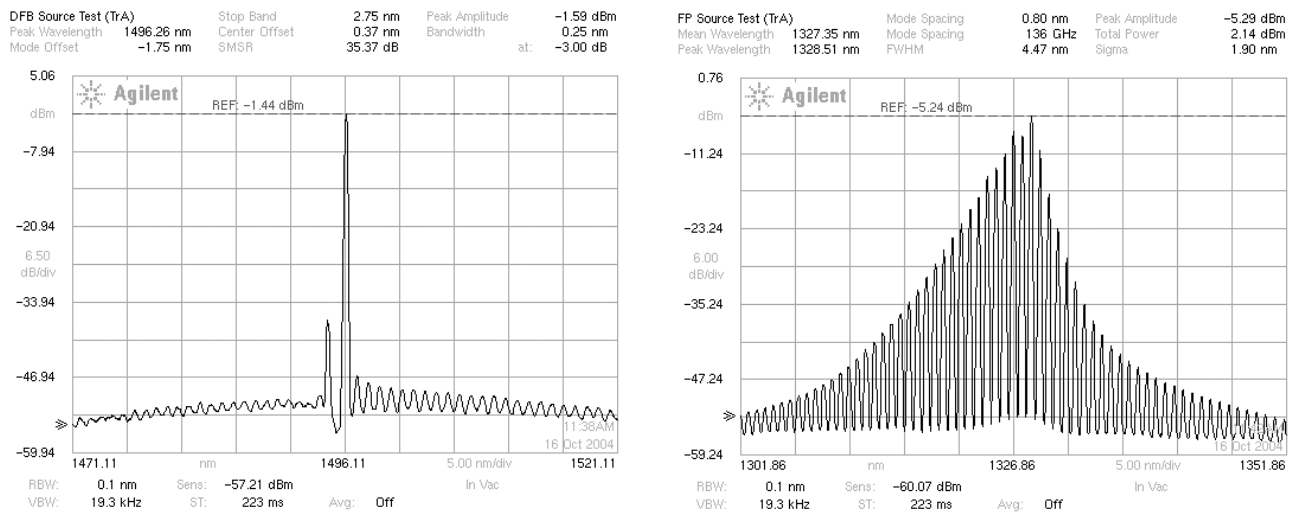 DFB Source Test (TrA) Stop Band 2.75 nm Peak Amplitude −1.59 dBm
Peak Wavelength 1496.26 nm Center Offset 0.37 nm Bandwidth 0.25 nm
Mode Offset −1.75 nm SMSR 35.37 dB at: −3.00 dB
5.06
Agilent
REF: −1.44 dBm
dBm
−7.94
−20.94
6.50
dB/div
−33.94
−46.94
11:38AM
16 Oct 2004
−59.94
1471.11 nm 1496.11 5.00 nm/div 1521.11
RBW: 0.1 nm Sens: −57.21 dBm In Vac
VBW: 19.3 kHz ST: 223 ms Avg: Off
FP Source Test (TrA) Mode Spacing 0.80 nm Peak Amplitude −5.29 dBm
Mean Wavelength 1327.35 nm Mode Spacing 136 GHz Total Power 2.14 dBm
Peak Wavelength 1328.51 nm FWHM 4.47 nm Sigma 1.90 nm
0.76
Agilent
REF: −5.24 dBm
dBm
−11.24
−23.24
6.00
dB/div
−35.24
−47.24
16 Oct 2004
−59.24
1301.86 nm 1326.86 5.00 nm/div 1351.86
RBW: 0.1 nm Sens: −60.07 dBm In Vac
VBW: 19.3 kHz ST: 223 ms Avg: Off